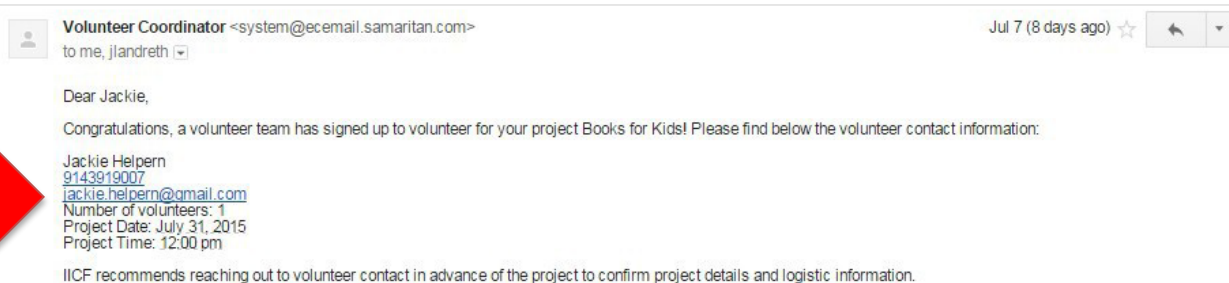 Volunteer Coordinator <system@ecemail.samaritan.com> Jul 7 (8 days ago)
to me, jlandreth
Dear Jackie,
Congratulations, a volunteer team has signed up to volunteer for your project Books for Kids! Please find below the volunteer contact information:
Jackie Helpern
9143919007
jackie.helpern@gmail.com
Number of volunteers: 1
Project Date: July 31, 2015
Project Time: 12:00 pm
IICF recommends reaching out to volunteer contact in advance of the project to confirm project details and logistic information.